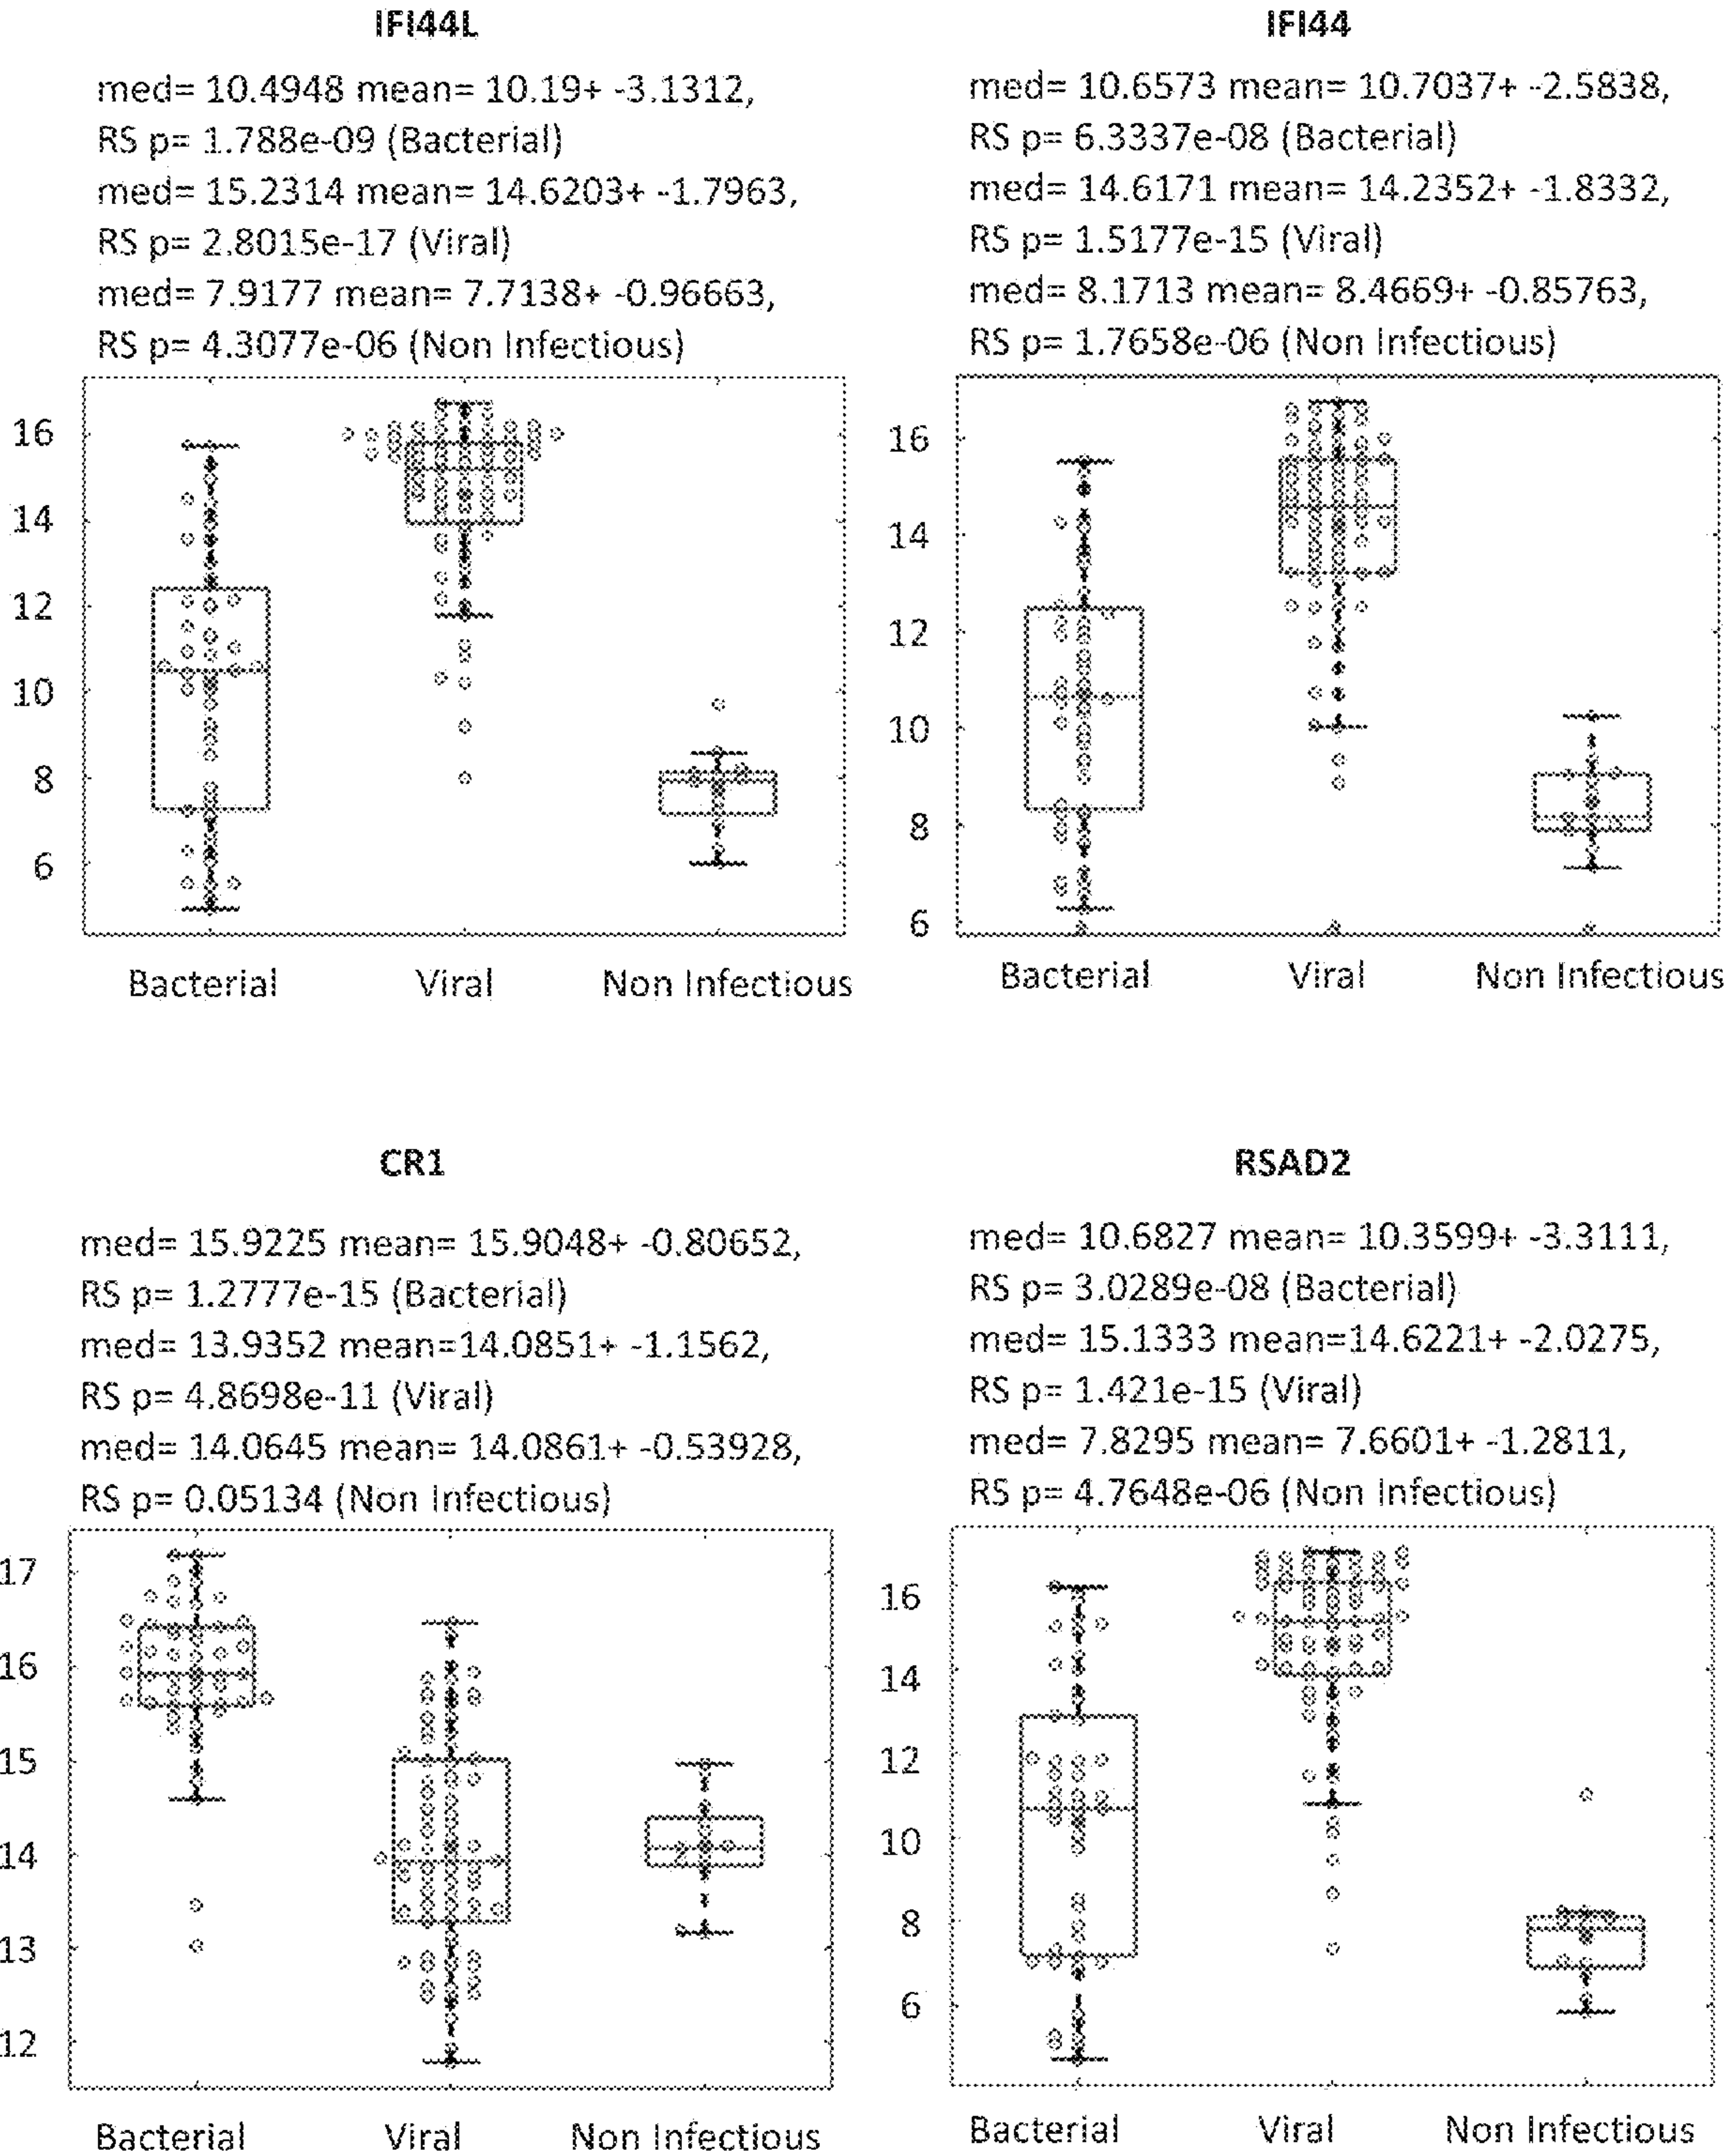 IFI44L
med= 10.4948 mean= 10.19+ -3.1312,
RS p= 1.788e-09 (Bacterial)
med= 15.2314 mean= 14.6203+ -1.7963,
RS p= 2.8015e-17 (Viral)
med= 7.9177 mean= 7.7138+ -0.96663,
RS p= 4.3077e-06 (Non Infectious)
16
14
12
10
8
6
Bacterial Viral Non Infectious
IFI44
med= 10.6573 mean= 10.7037+ -2.5838,
RS p= 6.3337e-08 (Bacterial)
med= 14.6171 mean= 14.2352+ -1.8332,
RS p= 1.5177e-15 (Viral)
med= 8.1713 mean= 8.4669+ -0.85763,
RS p= 1.7658e-06 (Non Infectious)
16
14
12
10
8
6
Bacterial Viral Non Infectious
CR1
med= 15.9225 mean= 15.9048+ -0.80652,
RS p= 1.2777e-15 (Bacterial)
med= 13.9352 mean=14.0851+ -1.1562,
RS p= 4.8698e-11 (Viral)
med= 14.0645 mean= 14.0861+ -0.53928,
RS p= 0.05134 (Non Infectious)
17
16
15
14
13
12
Bacterial Viral Non Infectious
RSAD2
med= 10.6827 mean= 10.3599+ -3.3111,
RS p= 3.0289e-08 (Bacterial)
med= 15.1333 mean=14.6221+ -2.0275,
RS p= 1.421e-15 (Viral)
med= 7.8295 mean= 7.6601+ -1.2811,
RS p= 4.7648e-06 (Non Infectious)
16
14
12
10
8
6
Bacterial Viral Non Infectious